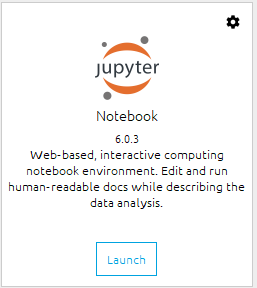 jupyter
Notebook
6.0.3
Web-based, interactive computing
notebook environment. Edit and run
human-readable docs while describing the
data analysis.
Launch